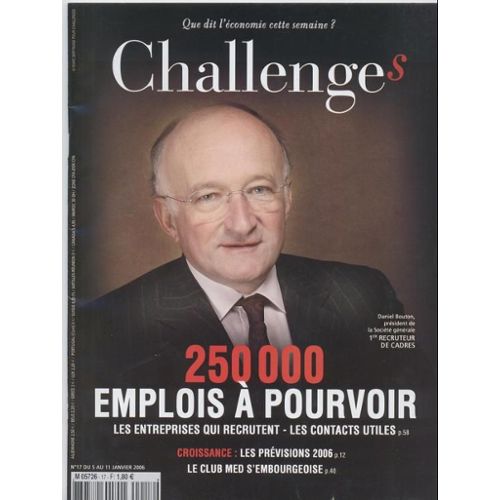 Que dit l'économie cette semaine ?
Challenges
Daniel Bouton,
président de
la Société générale
1ER RECRUTEUR
DE CADRES
250 000
EMPLOIS À POURVOIR
LES ENTREPRISES QUI RECRUTENT - LES CONTACTS UTILES p.58
CROISSANCE : LES PRÉVISIONS 2006 p.12
LE CLUB MED S'EMBOURGEOISE p.40
N°17 DU 5 AU 11 JANVIER 2006
M 05726 - 17 - F: 1,80 €